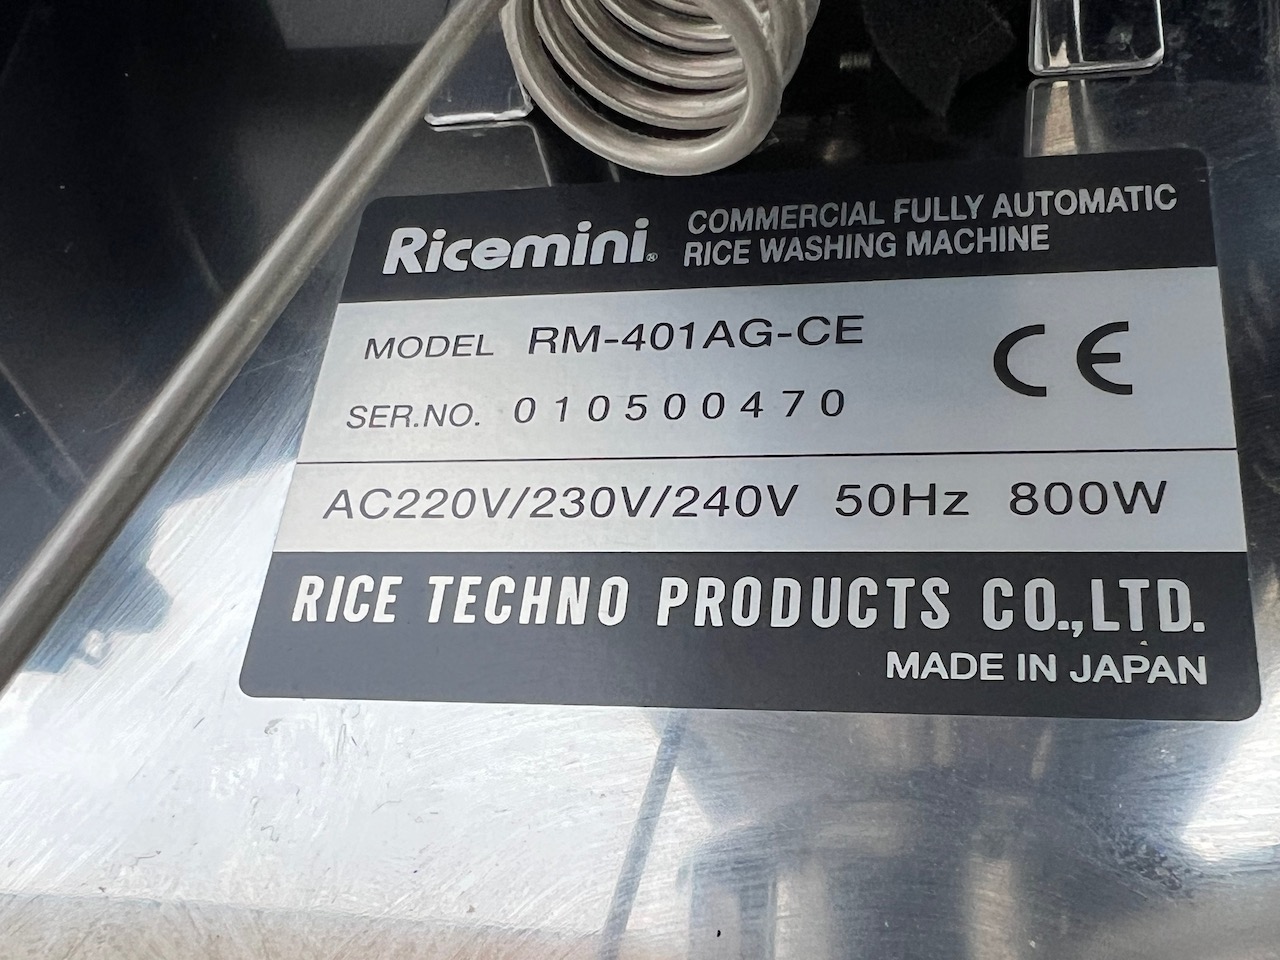 Ricemini®
COMMERCIAL FULLY AUTOMATIC
RICE WASHING MACHINE
MODEL RM-401AG-CE
SER.NO. 010500470
CE
AC220V/230V/240V 50Hz 800W
RICE TECHNO PRODUCTS CO.,LTD.
MADE IN JAPAN